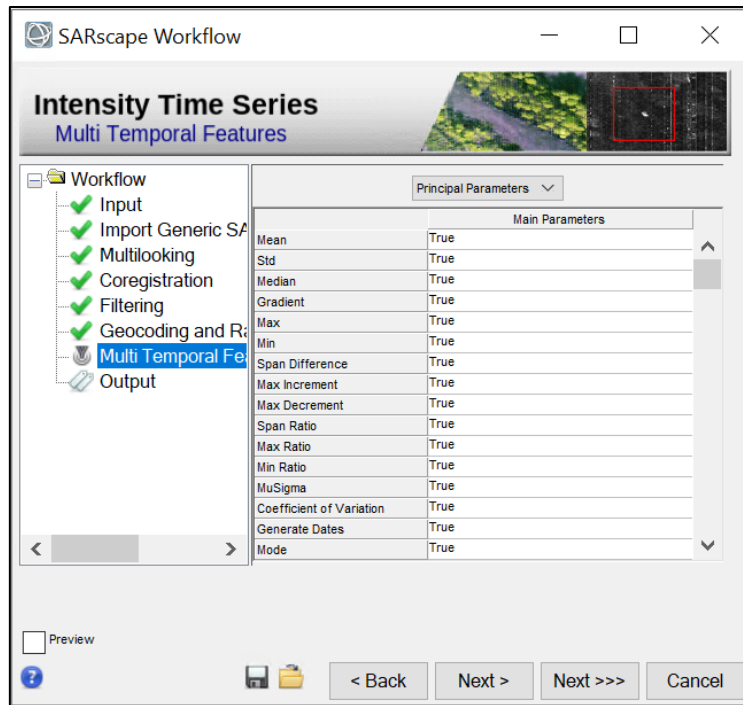 SARscape Workflow
Intensity Time Series
Multi Temporal Features
Workflow
Input
Import Generic SA
Multilooking
Coregistration
Filtering
Geocoding and Ra
Multi Temporal Fea
Output
Principal Parameters
Main Parameters
Mean True
Std True
Median True
Gradient True
Max True
Min True
Span Difference True
Max Increment True
Max Decrement True
Span Ratio True
Max Ratio True
Min Ratio True
MuSigma True
Coefficient of Variation True
Generate Dates True
Mode True
Preview
< Back Next > Next >>> Cancel